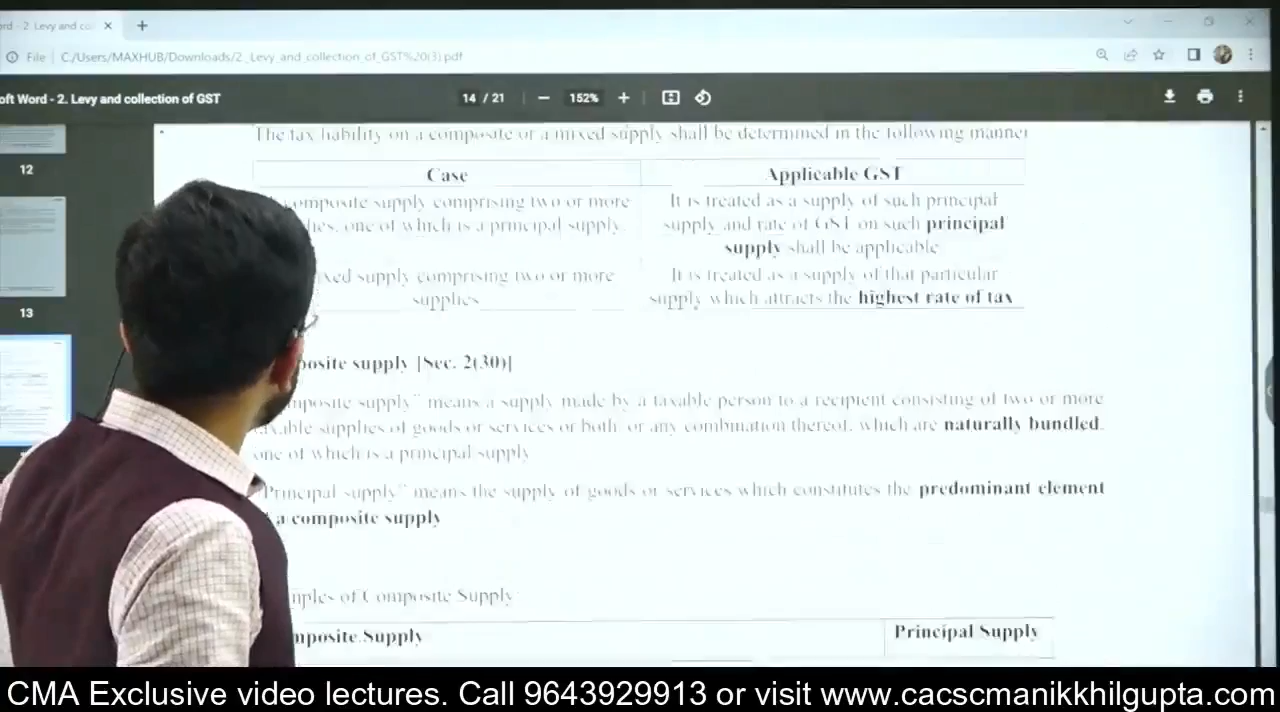 ord - 2. Levy and co
File C:/Users/MAXHUB/Downloads/2._Levy_and_collection_of_GST%20(3).pdf
oft Word - 2. Levy and collection of GST
14 / 21
152%
12
13
The tax liability on a composite or a mixed supply shall be determined in the following manner
Case
Applicable GST
composite supply comprising two or more
lies, one of which is a principal supply.
It is treated as a supply of such principal
supply and rate of GST on such principal
supply shall be applicable
xed supply comprising two or more
supplies
It is treated as a supply of that particular
supply which attracts the highest rate of tax
posite supply [Sec. 2(30)]
mposite supply" means a supply made by a taxable person to a recipient consisting of two or more
taxable supplies of goods or services or both, or any combination thereof, which are naturally bundled,
one of which is a principal supply
"Principal supply" means the supply of goods or services which constitutes the predominant element
a composite supply
mples of Composite Supply
mposite Supply
Principal Supply
CMA Exclusive video lectures. Call 9643929913 or visit www.cacscmanikkhilgupta.com